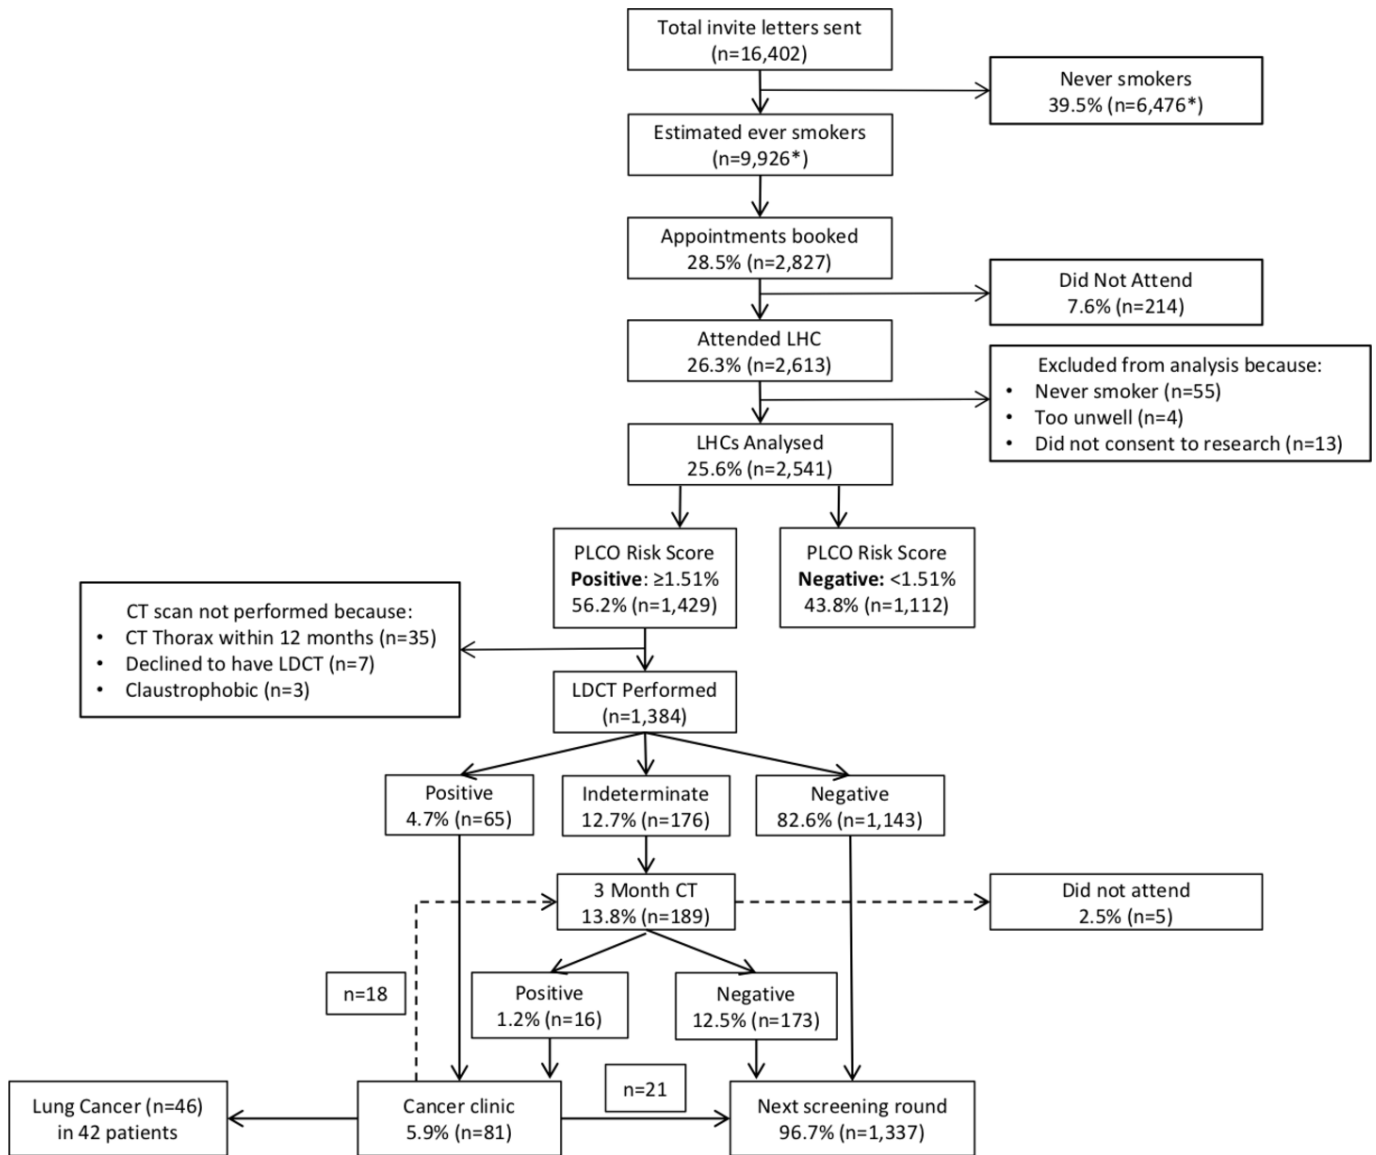 Total invite letters sent
(n=16,402)
Never smokers
39.5% (n=6,476*)
Estimated ever smokers
(n=9,926*)
Appointments booked
28.5% (n=2,827)
Did Not Attend
7.6% (n=214)
Attended LHC
26.3% (n=2,613)
Excluded from analysis because:
• Never smoker (n=55)
• Too unwell (n=4)
• Did not consent to research (n=13)
LHCs Analysed
25.6% (n=2,541)
PLCO Risk Score
Positive: ≥1.51%
56.2% (n=1,429)
PLCO Risk Score
Negative: <1.51%
43.8% (n=1,112)
CT scan not performed because:
• CT Thorax within 12 months (n=35)
• Declined to have LDCT (n=7)
• Claustrophobic (n=3)
LDCT Performed
(n=1,384)
Positive
4.7% (n=65)
Indeterminate
12.7% (n=176)
Negative
82.6% (n=1,143)
3 Month CT
13.8% (n=189)
Did not attend
2.5% (n=5)
n=18
Positive
1.2% (n=16)
Negative
12.5% (n=173)
Lung Cancer (n=46)
in 42 patients
Cancer clinic
5.9% (n=81)
n=21
Next screening round
96.7% (n=1,337)